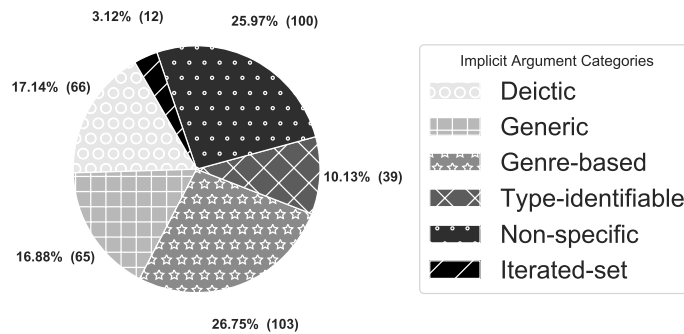 3.12% (12)
25.97% (100)
17.14% (66)
10.13% (39)
16.88% (65)
26.75% (103)
Implicit Argument Categories
Deictic
Generic
Genre-based
Type-identifiable
Non-specific
Iterated-set